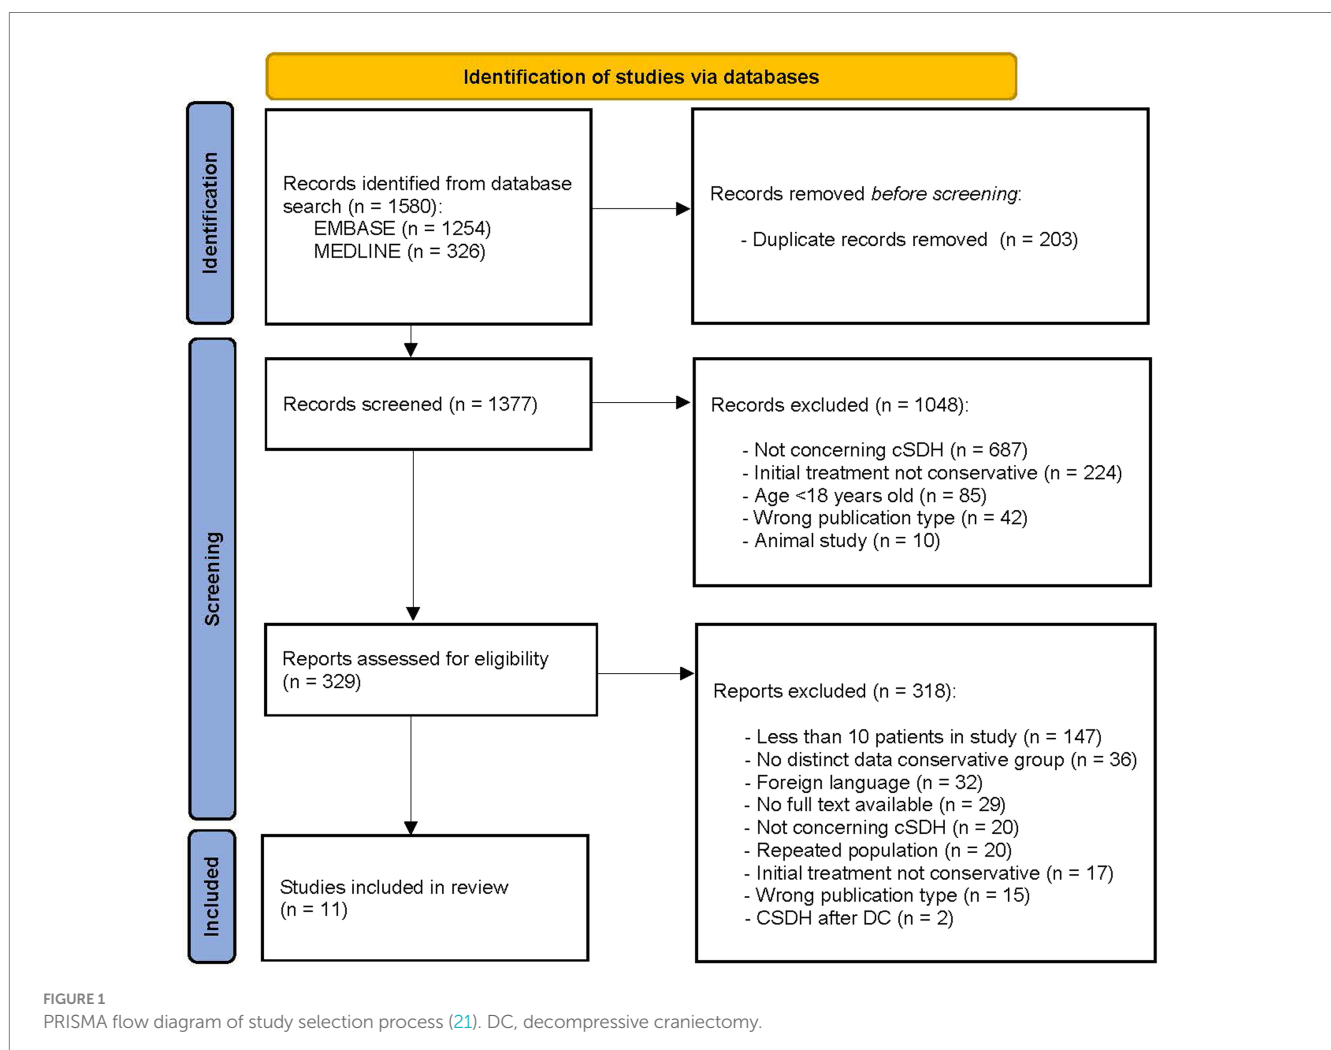 Identification of studies via databases
Identification
Records identified from database
search (n = 1580):
EMBASE (n = 1254)
MEDLINE (n = 326)
Records removed before screening:
- Duplicate records removed (n = 203)
Screening
Records screened (n = 1377)
Records excluded (n = 1048):
- Not concerning cSDH (n = 687)
- Initial treatment not conservative (n = 224)
- Age <18 years old (n = 85)
- Wrong publication type (n = 42)
- Animal study (n = 10)
Reports assessed for eligibility
(n = 329)
Reports excluded (n = 318):
- Less than 10 patients in study (n = 147)
- No distinct data conservative group (n = 36)
- Foreign language (n = 32)
- No full text available (n = 29)
- Not concerning cSDH (n = 20)
- Repeated population (n = 20)
- Initial treatment not conservative (n = 17)
- Wrong publication type (n = 15)
- CSDH after DC (n = 2)
Included
Studies included in review
(n = 11)
FIGURE 1
PRISMA flow diagram of study selection process (21). DC, decompressive craniectomy.